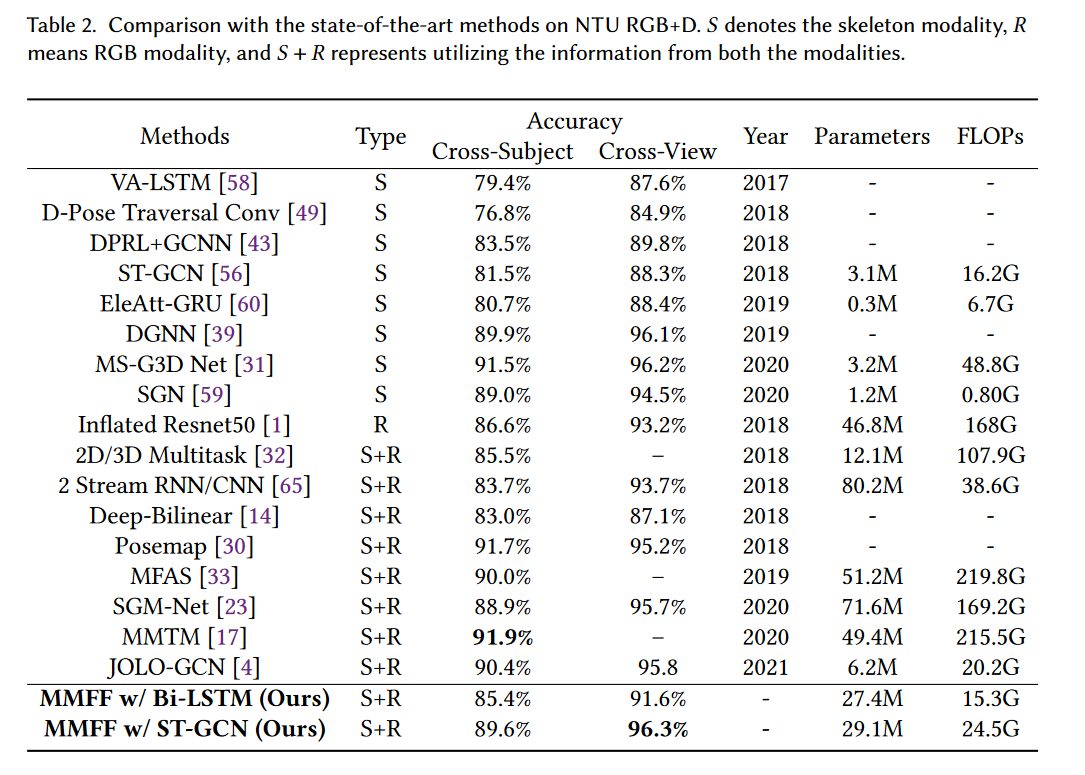 Table 2. Comparison with the state-of-the-art methods on NTU RGB+D. S denotes the skeleton modality, R
means RGB modality, and S + R represents utilizing the information from both the modalities.
Methods Type Accuracy Year Parameters FLOPs
Cross-Subject Cross-View
VA-LSTM [58] S 79.4% 87.6% 2017 - -
D-Pose Traversal Conv [49] S 76.8% 84.9% 2018 - -
DPRL+GCNN [43] S 83.5% 89.8% 2018 - -
ST-GCN [56] S 81.5% 88.3% 2018 3.1M 16.2G
EleAtt-GRU [60] S 80.7% 88.4% 2019 0.3M 6.7G
DGNN [39] S 89.9% 96.1% 2019 - -
MS-G3D Net [31] S 91.5% 96.2% 2020 3.2M 48.8G
SGN [59] S 89.0% 94.5% 2020 1.2M 0.80G
Inflated Resnet50 [1] R 86.6% 93.2% 2018 46.8M 168G
2D/3D Multitask [32] S+R 85.5% – 2018 12.1M 107.9G
2 Stream RNN/CNN [65] S+R 83.7% 93.7% 2018 80.2M 38.6G
Deep-Bilinear [14] S+R 83.0% 87.1% 2018 - -
Posemap [30] S+R 91.7% 95.2% 2018 - -
MFAS [33] S+R 90.0% – 2019 51.2M 219.8G
SGM-Net [23] S+R 88.9% 95.7% 2020 71.6M 169.2G
MMTM [17] S+R 91.9% – 2020 49.4M 215.5G
JOLO-GCN [4] S+R 90.4% 95.8 2021 6.2M 20.2G
MMFF w/ Bi-LSTM (Ours) S+R 85.4% 91.6% - 27.4M 15.3G
MMFF w/ ST-GCN (Ours) S+R 89.6% 96.3% - 29.1M 24.5G